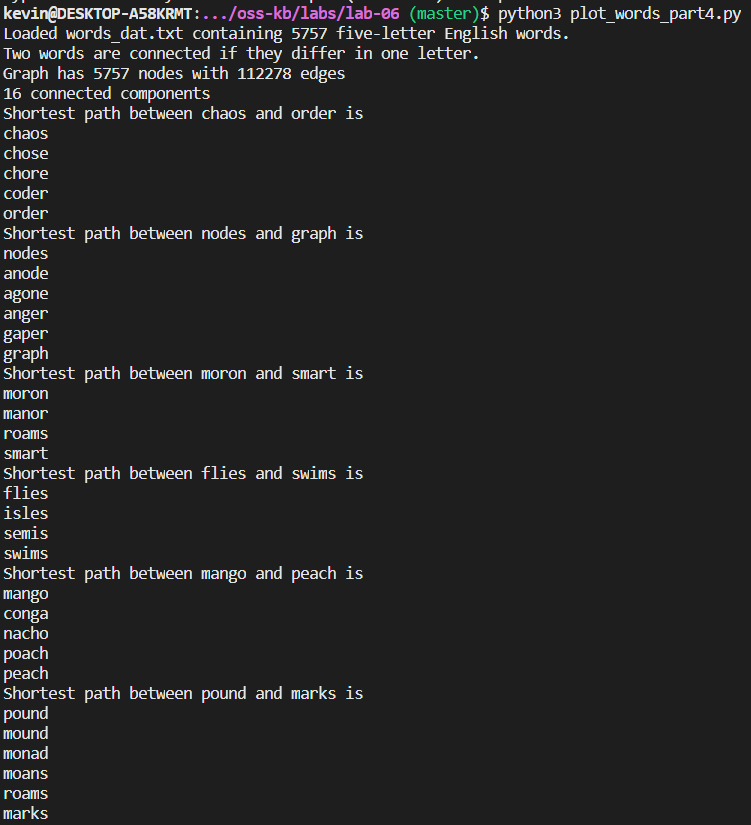 kevin@DESKTOP-A58KRMT:.../oss-kb/labs/lab-06 (master)$ python3 plot_words_part4.py
Loaded words_dat.txt containing 5757 five-letter English words.
Two words are connected if they differ in one letter.
Graph has 5757 nodes with 112278 edges
16 connected components
Shortest path between chaos and order is
chaos
chose
chore
coder
order
Shortest path between nodes and graph is
nodes
anode
agone
anger
gaper
graph
Shortest path between moron and smart is
moron
manor
roams
smart
Shortest path between flies and swims is
flies
isles
semis
swims
Shortest path between mango and peach is
mango
conga
nacho
poach
peach
Shortest path between pound and marks is
pound
mound
monad
moans
roams
marks